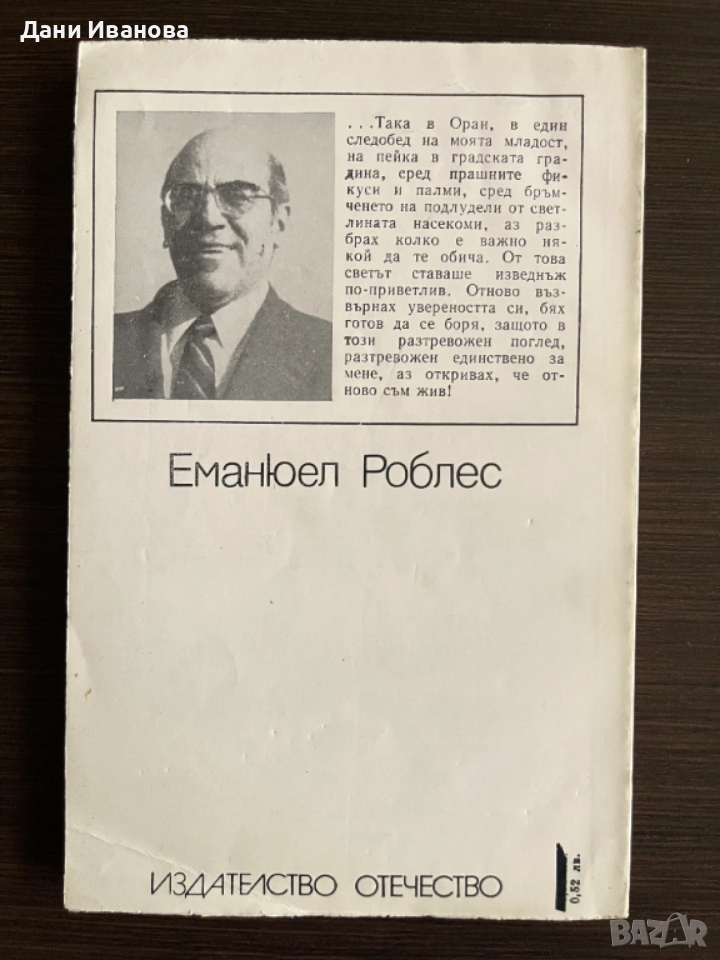 Дани Иванова
...Така в Оран, в един
следобед на моята младост,
на пейка в градската гра-
дина, сред прашните фи-
куси и палми, сред бръм-
ченето на подлудели от свет-
лината насекоми, аз раз-
брах колко е важно ня-
кой да те обича. От това
светът ставаше изведнъж
по-приветлив. Отново въз-
върнах увереността си, бях
готов да се боря, защото в
този разтревожен поглед,
разтревожен единствено за
мене, аз откривах, че от-
ново съм жив!
Еманюел Роблес
ИЗДАТЕЛСТВО ОТЕЧЕСТВО
0,52 лв.
BAZAR